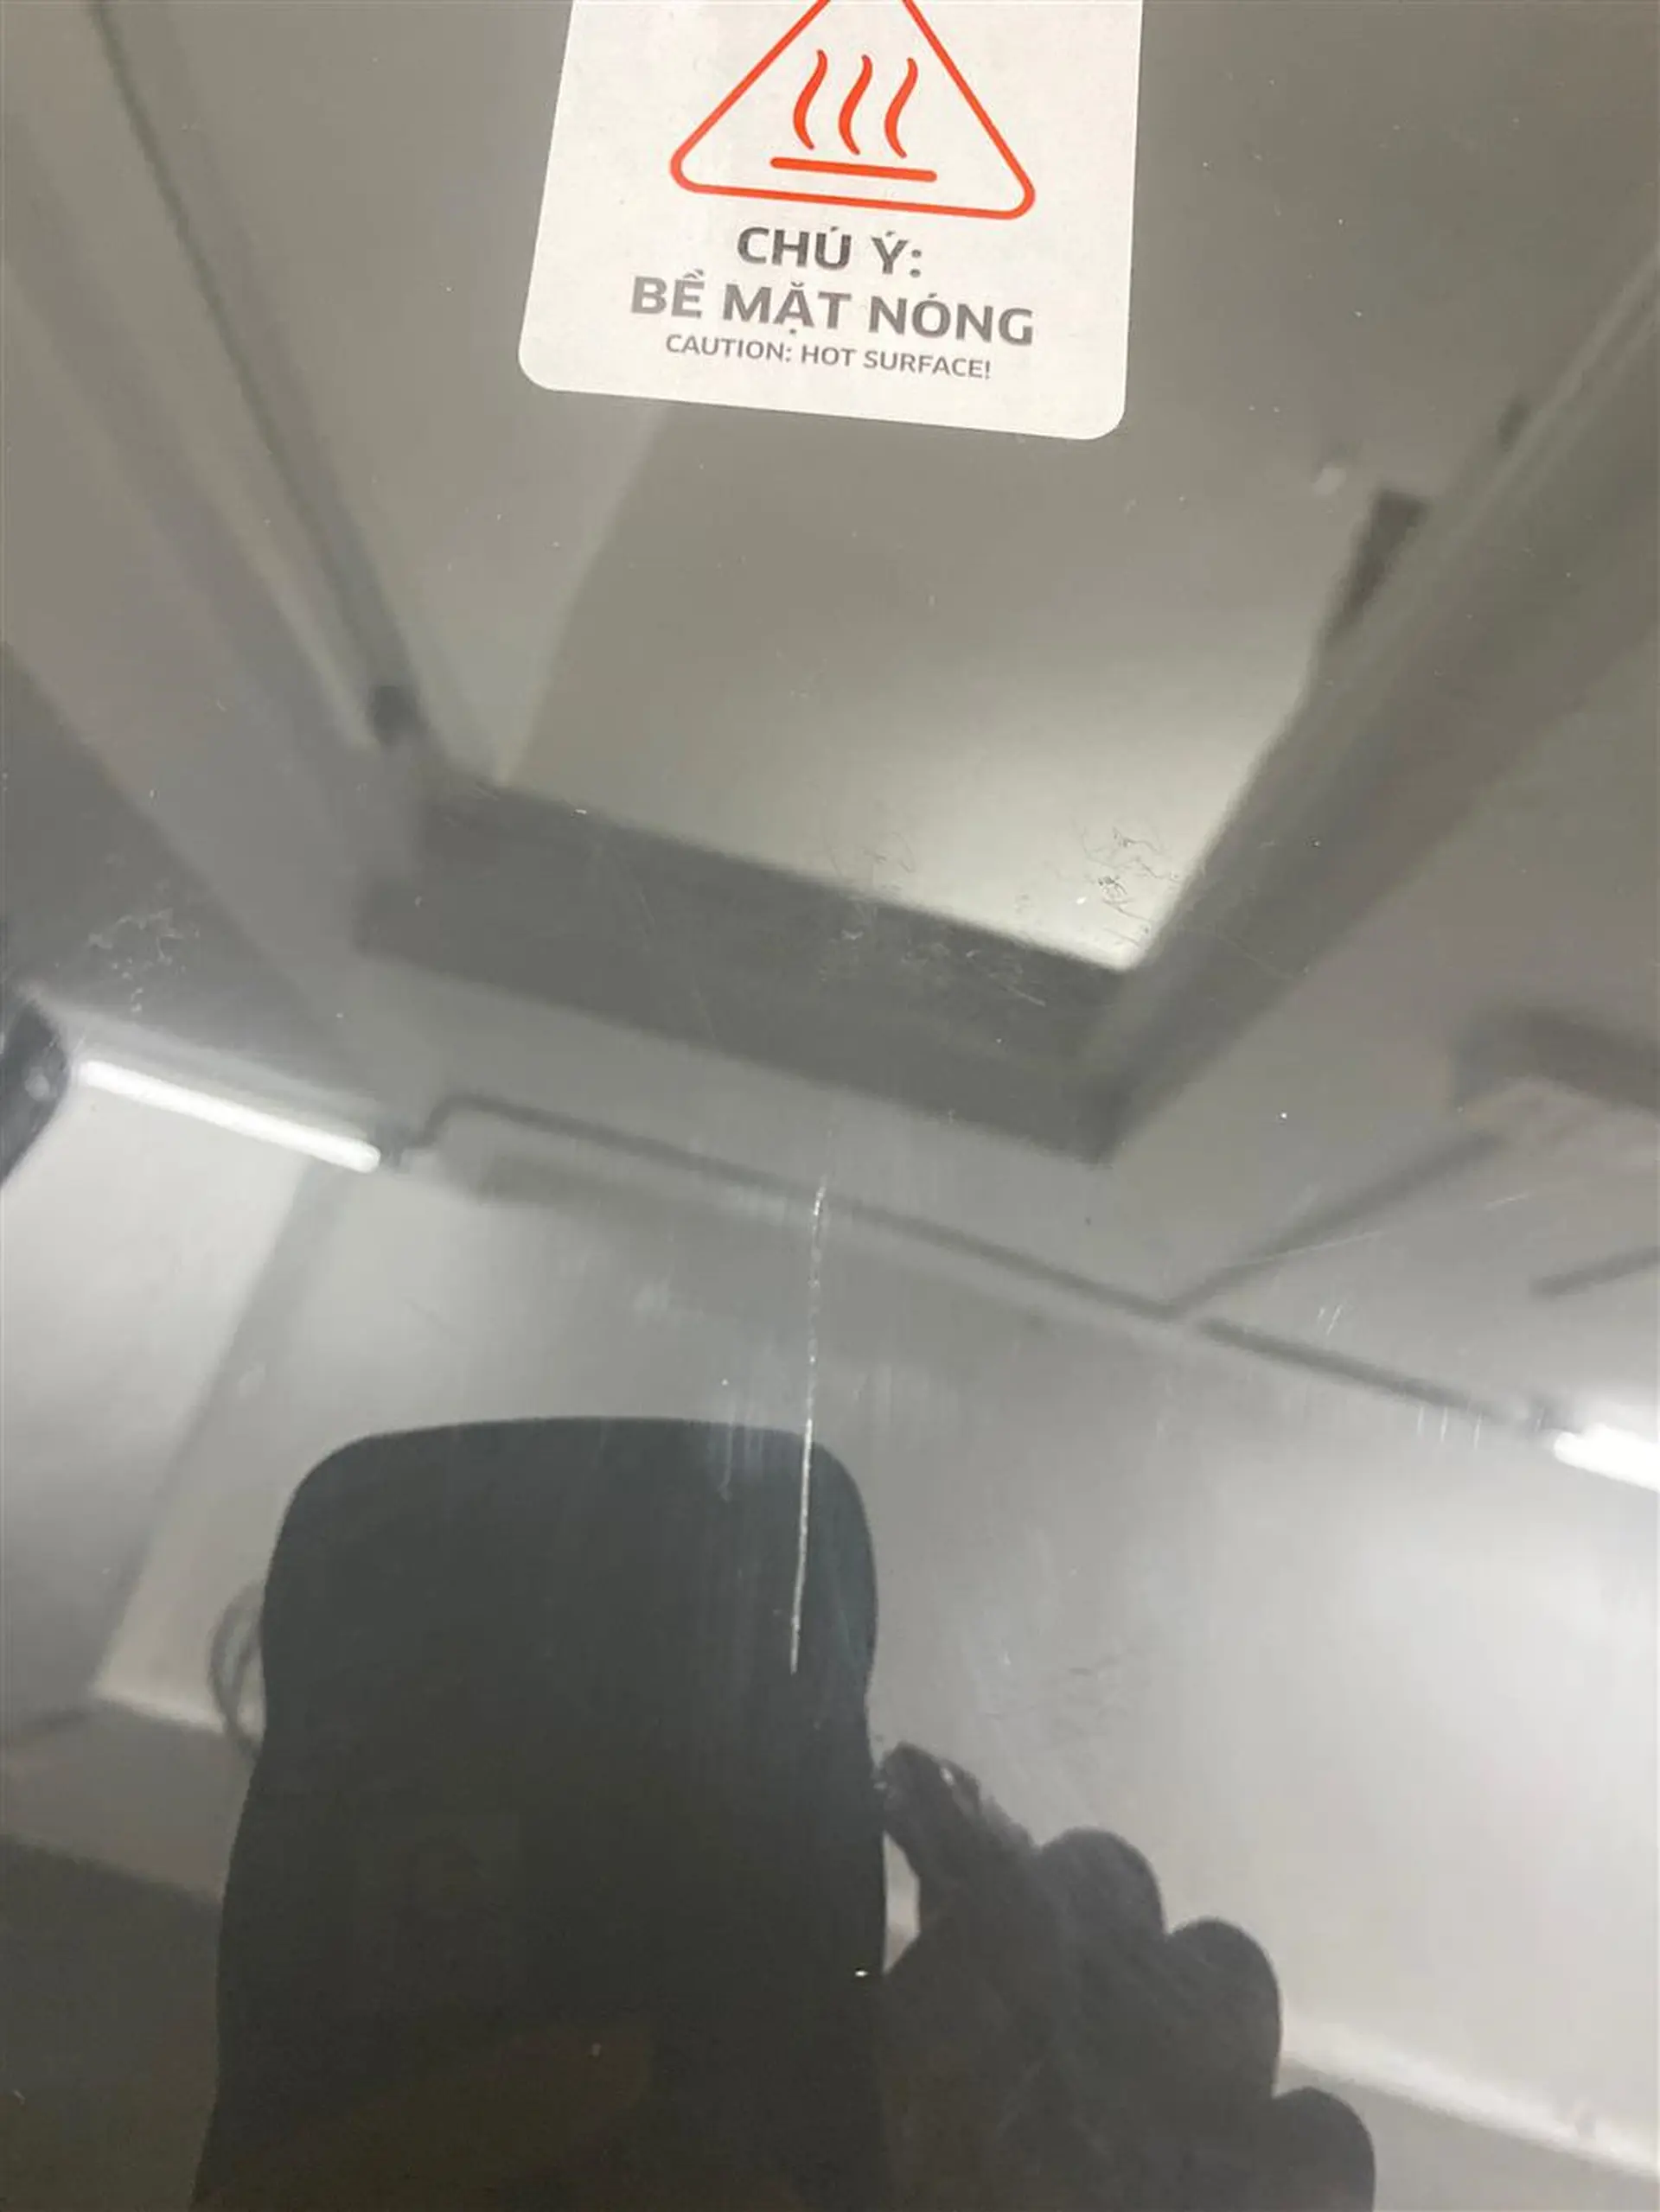 CHÚ Ý:
BỀ MẶT NÓNG
CAUTION: HOT SURFACE!